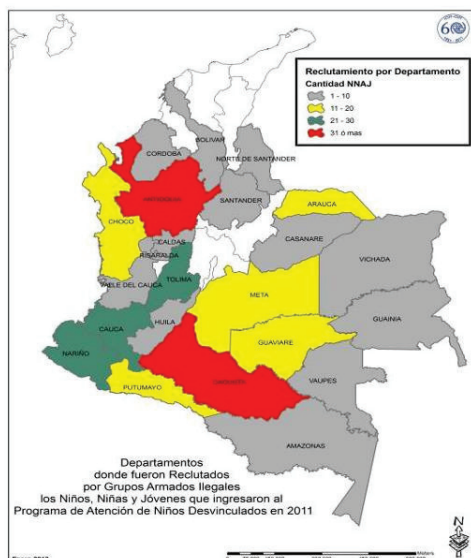 Reclutamiento por Departamento
Cantidad NNAJ
1 - 10
11 - 20
21 - 30
31 ó mas
CORDOBA
BOLIVAR
NORTE DE SANTANDER
ANTIOQUIA
SANTANDER
ARAUCA
CHOCO
CALDAS
RISARALDA
CASANARE
VICHADA
VALLE DEL CAUCA
TOLIMA
META
CAUCA
HUILA
GUAINIA
NARIÑO
GUAVIARE
PUTUMAYO
CAQUETA
VAUPES
AMAZONAS
Departamentos
donde fueron Reclutados
por Grupos Armados Ilegales
los Niños, Niñas y Jóvenes que ingresaron al
Programa de Atención de Niños Desvinculados en 2011
N